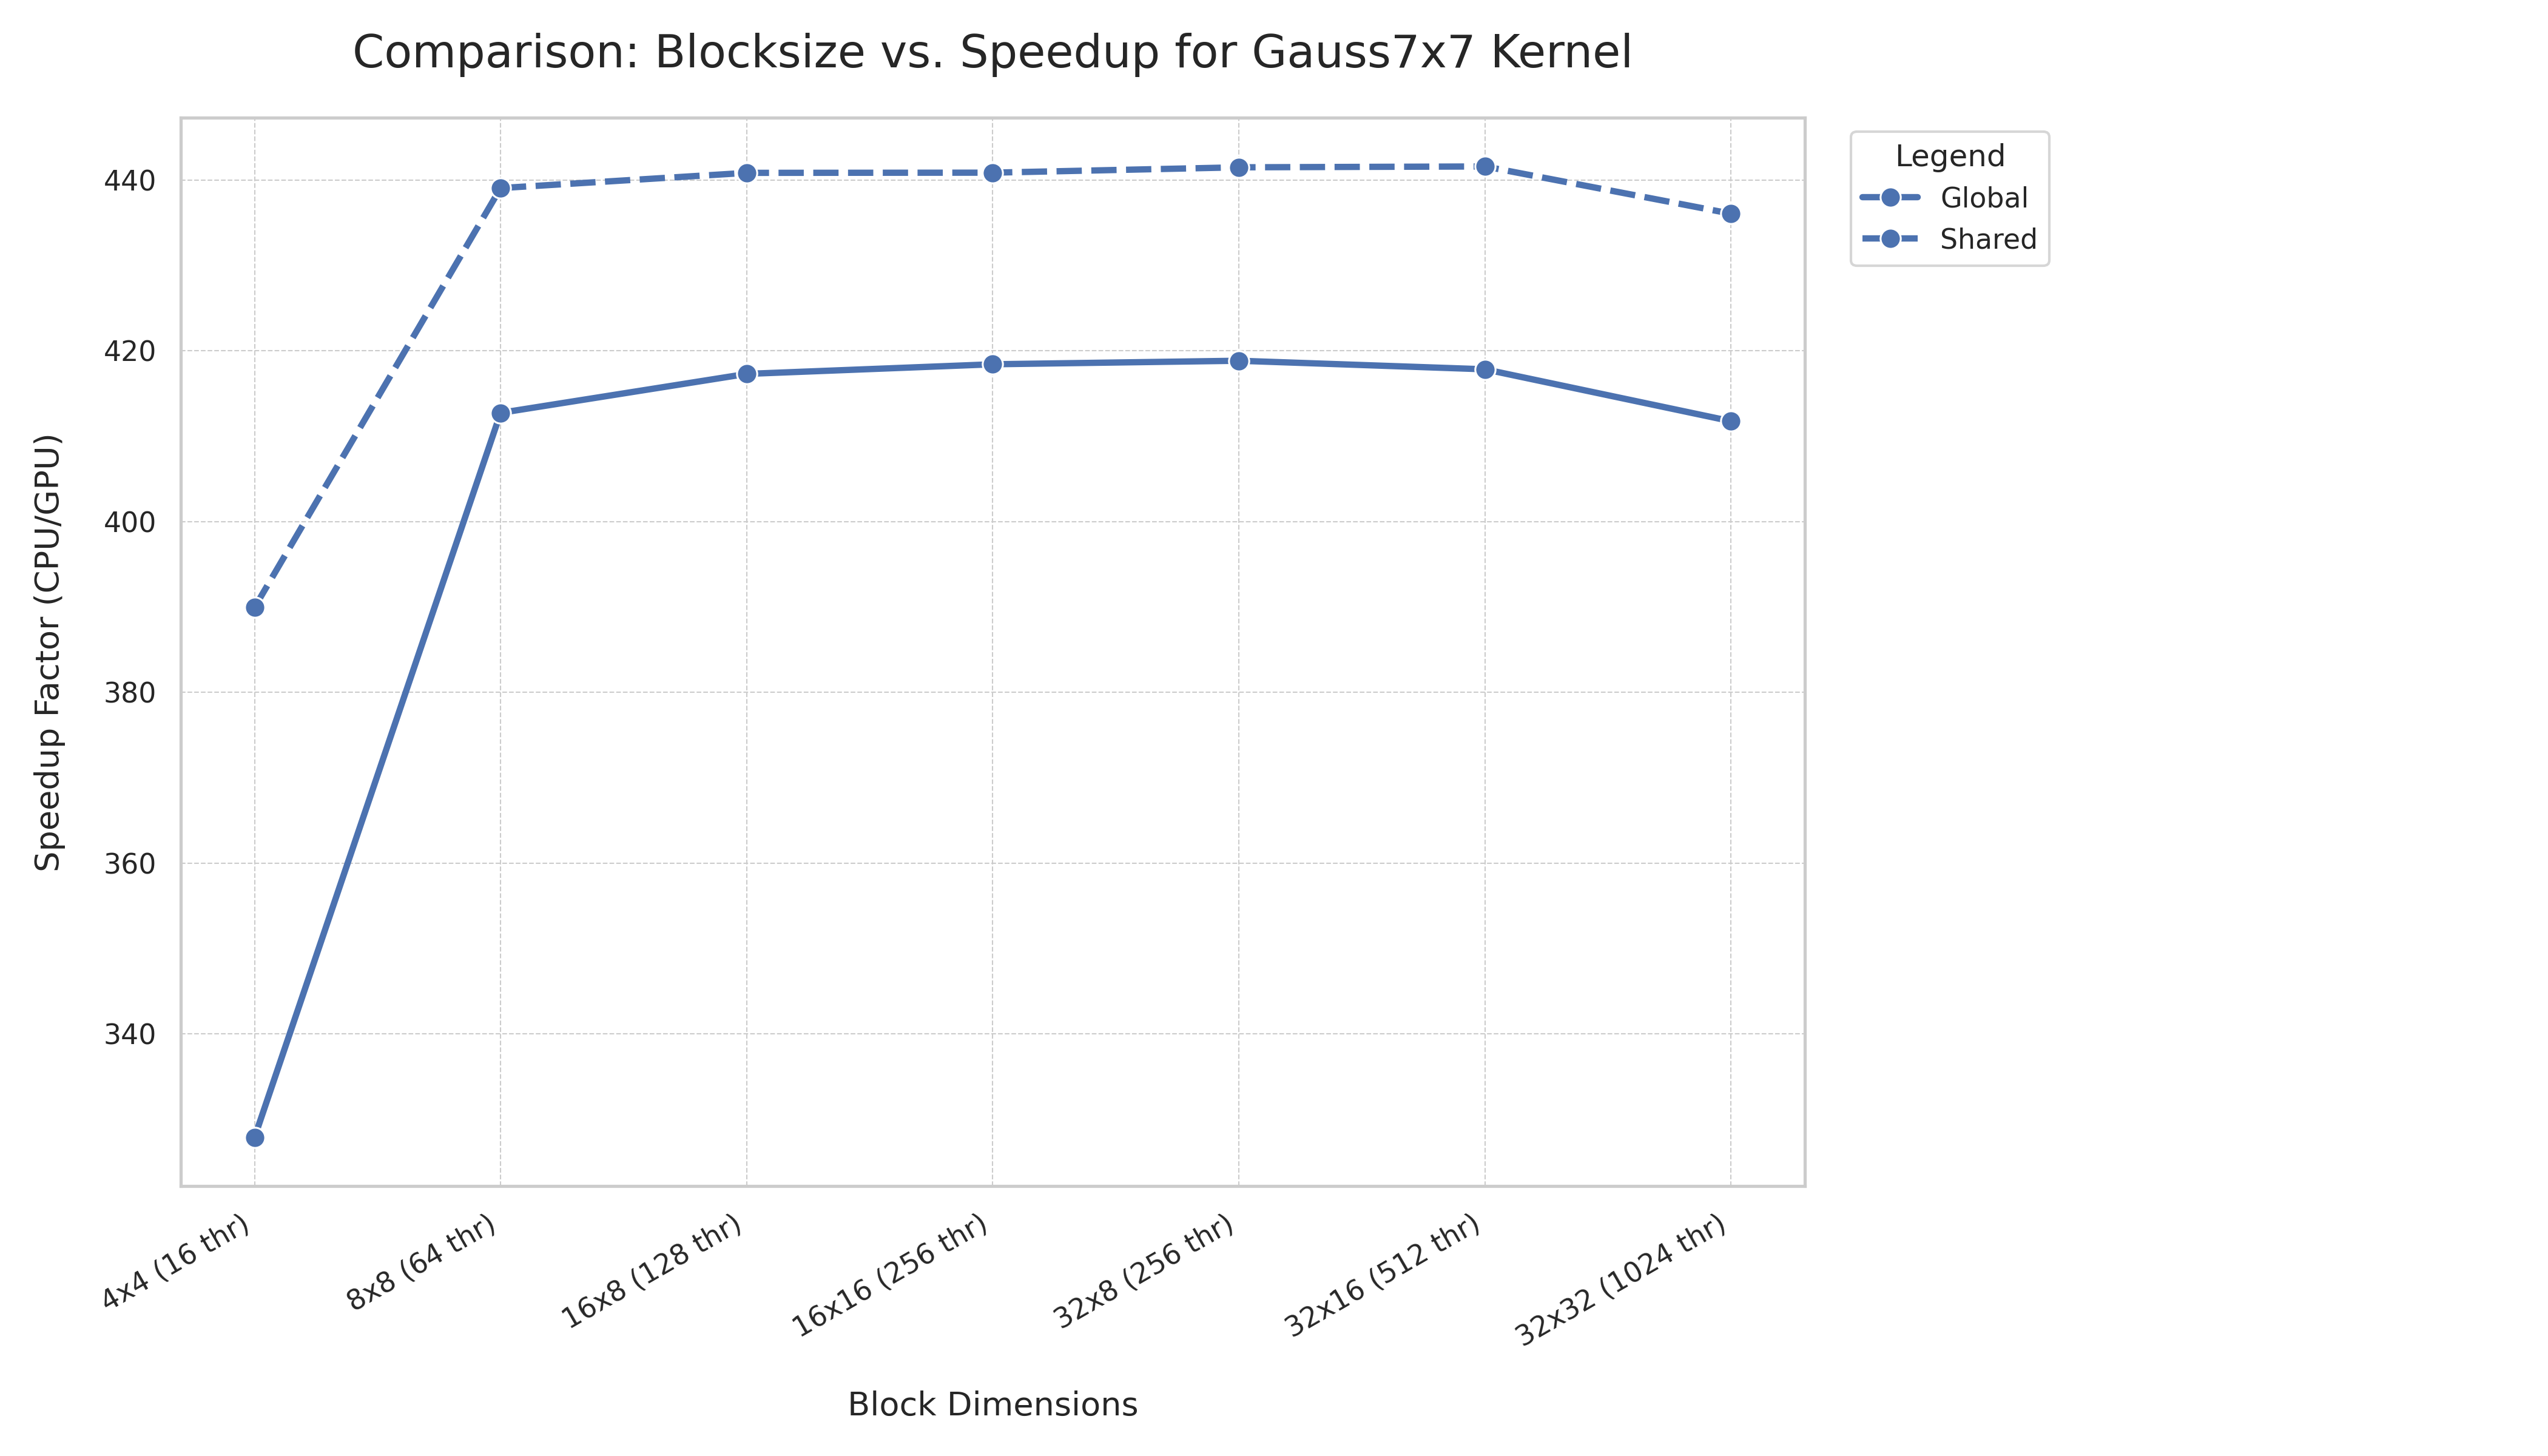 Comparison: Blocksize vs. Speedup for Gauss7x7 Kernel
Legend
Global
Shared
Speedup Factor (CPU/GPU)
440
420
400
380
360
340
4x4 (16 thr)
8x8 (64 thr)
16x8 (128 thr)
16x16 (256 thr)
32x8 (256 thr)
32x16 (512 thr)
32x32 (1024 thr)
Block Dimensions